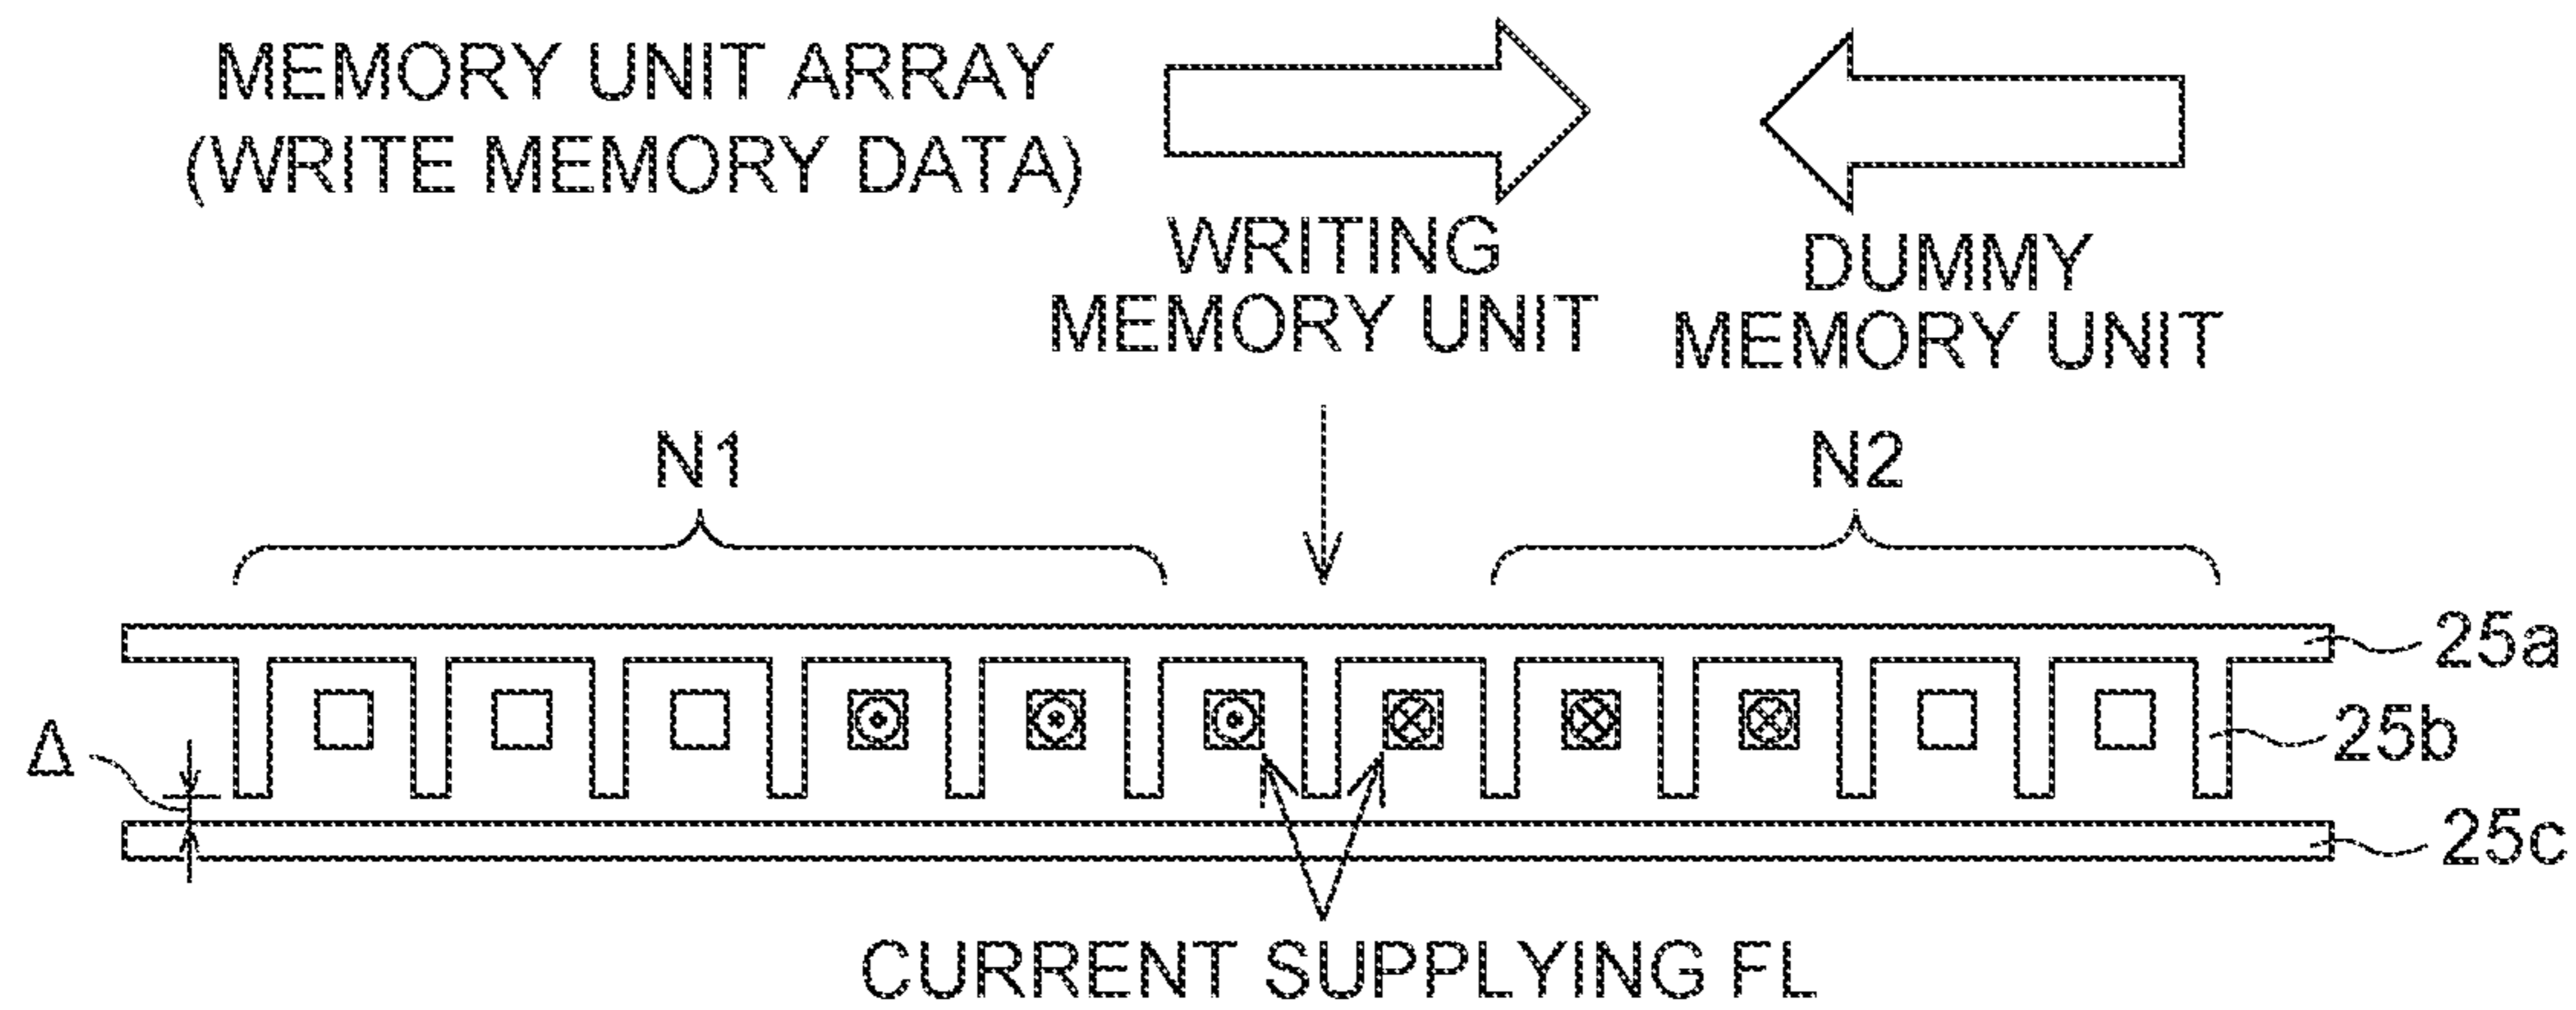 MEMORY UNIT ARRAY
(WRITE MEMORY DATA)
WRITING
MEMORY UNIT
DUMMY
MEMORY UNIT
N1
N2
25a
25b
Δ
25c
CURRENT SUPPLYING FL